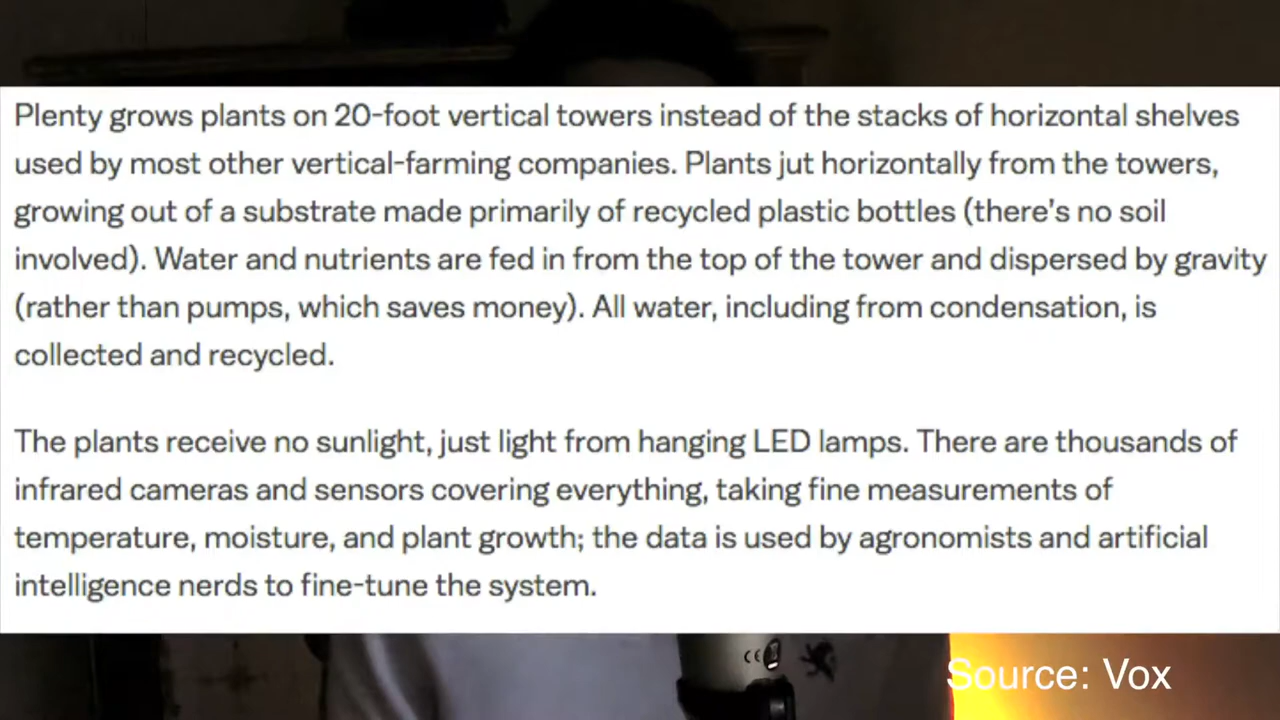 Plenty grows plants on 20-foot vertical towers instead of the stacks of horizontal shelves
used by most other vertical-farming companies. Plants jut horizontally from the towers,
growing out of a substrate made primarily of recycled plastic bottles (there's no soil
involved). Water and nutrients are fed in from the top of the tower and dispersed by gravity
(rather than pumps, which saves money). All water, including from condensation, is
collected and recycled.
The plants receive no sunlight, just light from hanging LED lamps. There are thousands of
infrared cameras and sensors covering everything, taking fine measurements of
temperature, moisture, and plant growth; the data is used by agronomists and artificial
intelligence nerds to fine-tune the system.
CE
Source: Vox